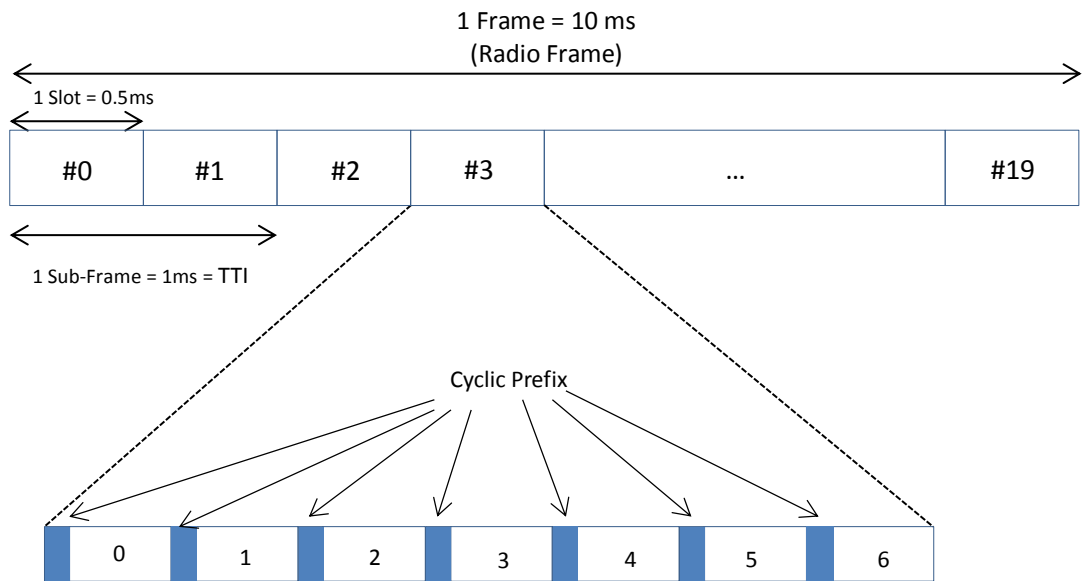 1 Frame = 10 ms
(Radio Frame)
1 Slot = 0.5ms
#0 #1 #2 #3 ... #19
1 Sub-Frame = 1ms = TTI
Cyclic Prefix
0 1 2 3 4 5 6